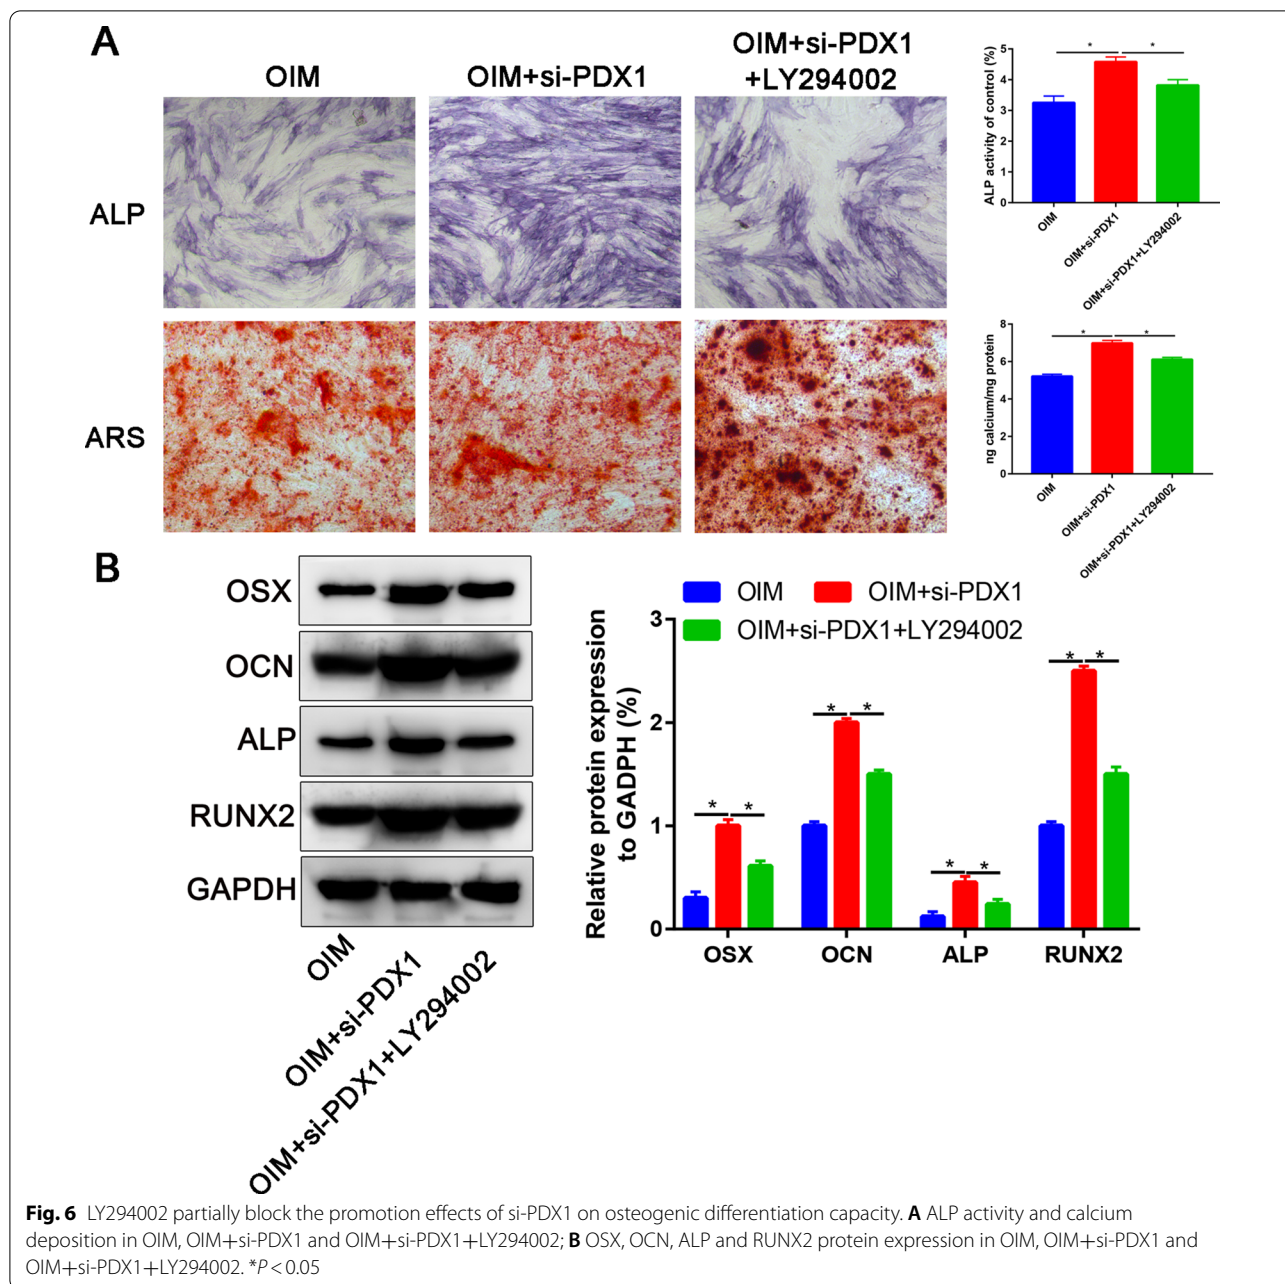 A
OIM
OIM+si-PDX1
OIM+si-PDX1
+LY294002
ALP
ARS
ALP activity of control (%)
5
4
3
2
1
0
OIM
OIM+si-PDX1
OIM+si-PDX1+LY294002
*
*
ng calcium/mg protein
8
6
4
2
0
OIM
OIM+si-PDX1
OIM+si-PDX1+LY294002
*
*
B
OSX
OCN
ALP
RUNX2
GAPDH
OIM
OIM+si-PDX1
OIM+si-PDX1+LY294002
OIM
OIM+si-PDX1
OIM+si-PDX1+LY294002
Relative protein expression
to GADPH (%)
3
2
1
0
* *
* *
* *
* *
OSX
OCN
ALP
RUNX2
Fig. 6 LY294002 partially block the promotion effects of si-PDX1 on osteogenic differentiation capacity. A ALP activity and calcium
deposition in OIM, OIM+si-PDX1 and OIM+si-PDX1+LY294002; B OSX, OCN, ALP and RUNX2 protein expression in OIM, OIM+si-PDX1 and
OIM+si-PDX1+LY294002. *P < 0.05